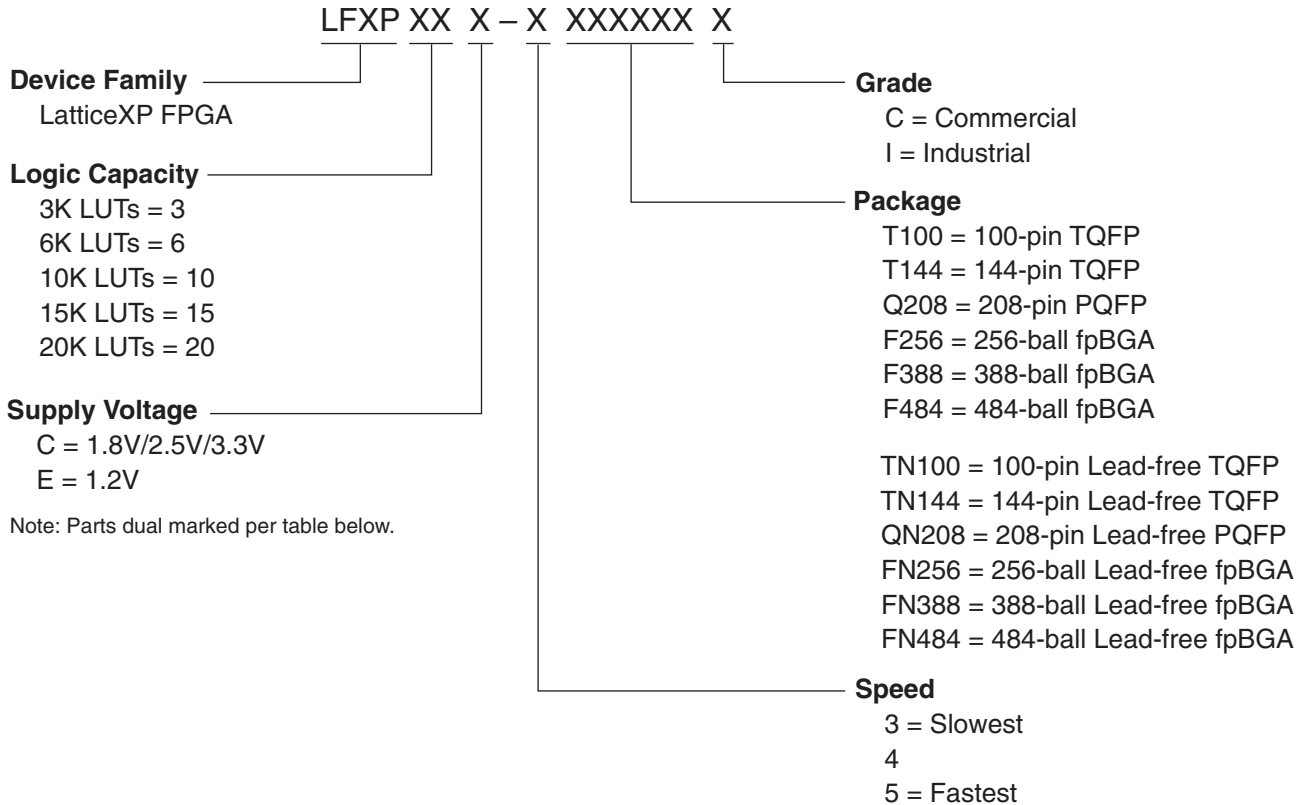 LFXP XX X – X XXXXXX X
Device Family
LatticeXP FPGA
Logic Capacity
3K LUTs = 3
6K LUTs = 6
10K LUTs = 10
15K LUTs = 15
20K LUTs = 20
Supply Voltage
C = 1.8V/2.5V/3.3V
E = 1.2V
Note: Parts dual marked per table below.
Grade
C = Commercial
I = Industrial
Package
T100 = 100-pin TQFP
T144 = 144-pin TQFP
Q208 = 208-pin PQFP
F256 = 256-ball fpBGA
F388 = 388-ball fpBGA
F484 = 484-ball fpBGA
TN100 = 100-pin Lead-free TQFP
TN144 = 144-pin Lead-free TQFP
QN208 = 208-pin Lead-free PQFP
FN256 = 256-ball Lead-free fpBGA
FN388 = 388-ball Lead-free fpBGA
FN484 = 484-ball Lead-free fpBGA
Speed
3 = Slowest
4
5 = Fastest